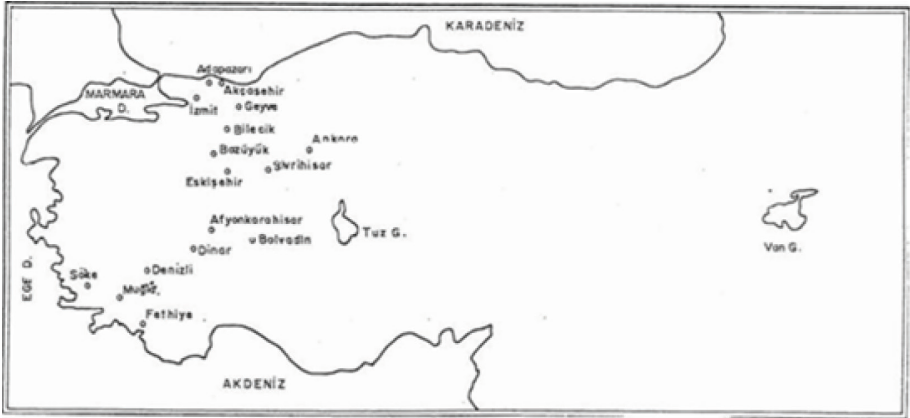 KARADENİZ
Adapazarı
Akçaşehir
MARMARA
D.
İzmit
Geyve
Bilecik
Ankara
Bozüyük
Sivrihisar
Eskişehir
Afyonkarahisar
Bolvadin
Tuz G.
Van G.
Dinar
EGE D.
Söke
Denizli
Muğla
Fethiye
AKDENİZ